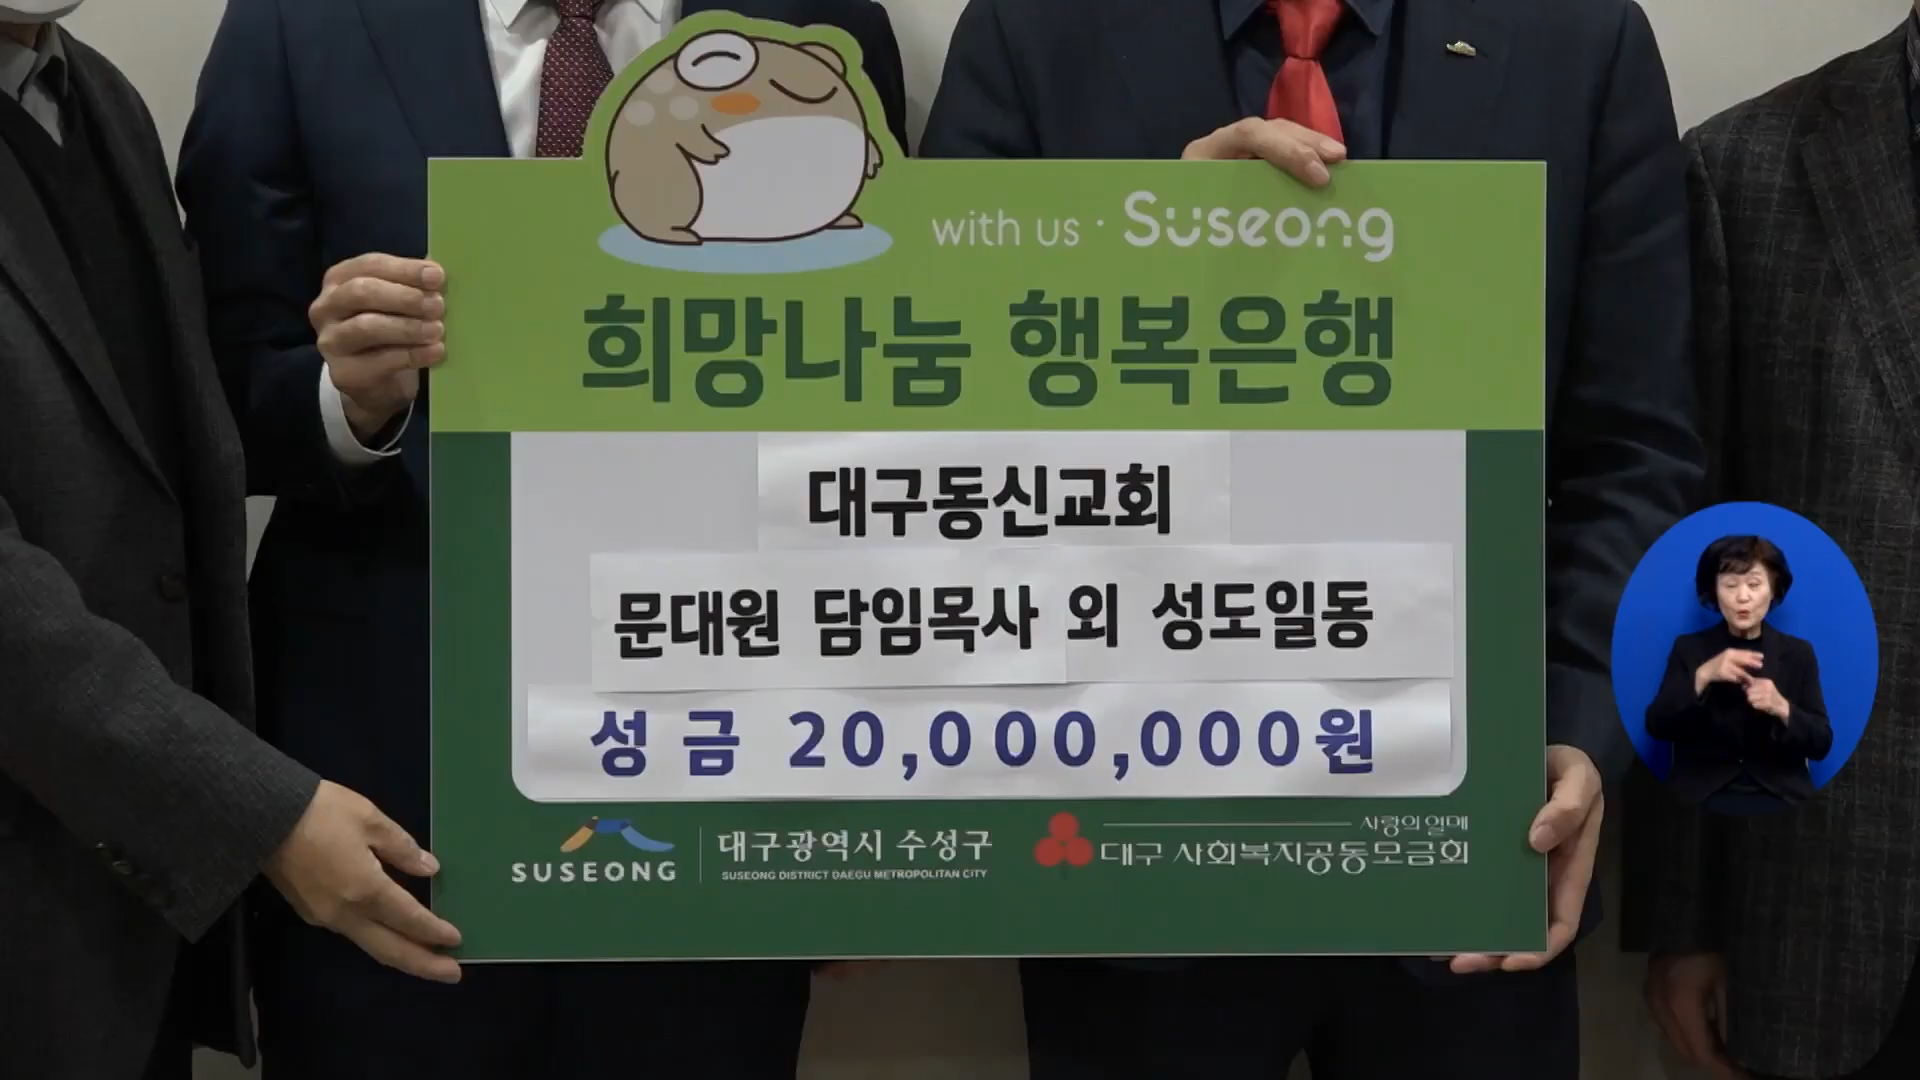 with us · Suseong
희망나눔 행복은행
대구동신교회
문대원 담임목사 외 성도일동
성금 20,000,000원
SUSEONG
대구광역시 수성구
SUSEONG DISTRICT DAEGU METROPOLITAN CITY
사랑의열매
대구 사회복지공동모금회